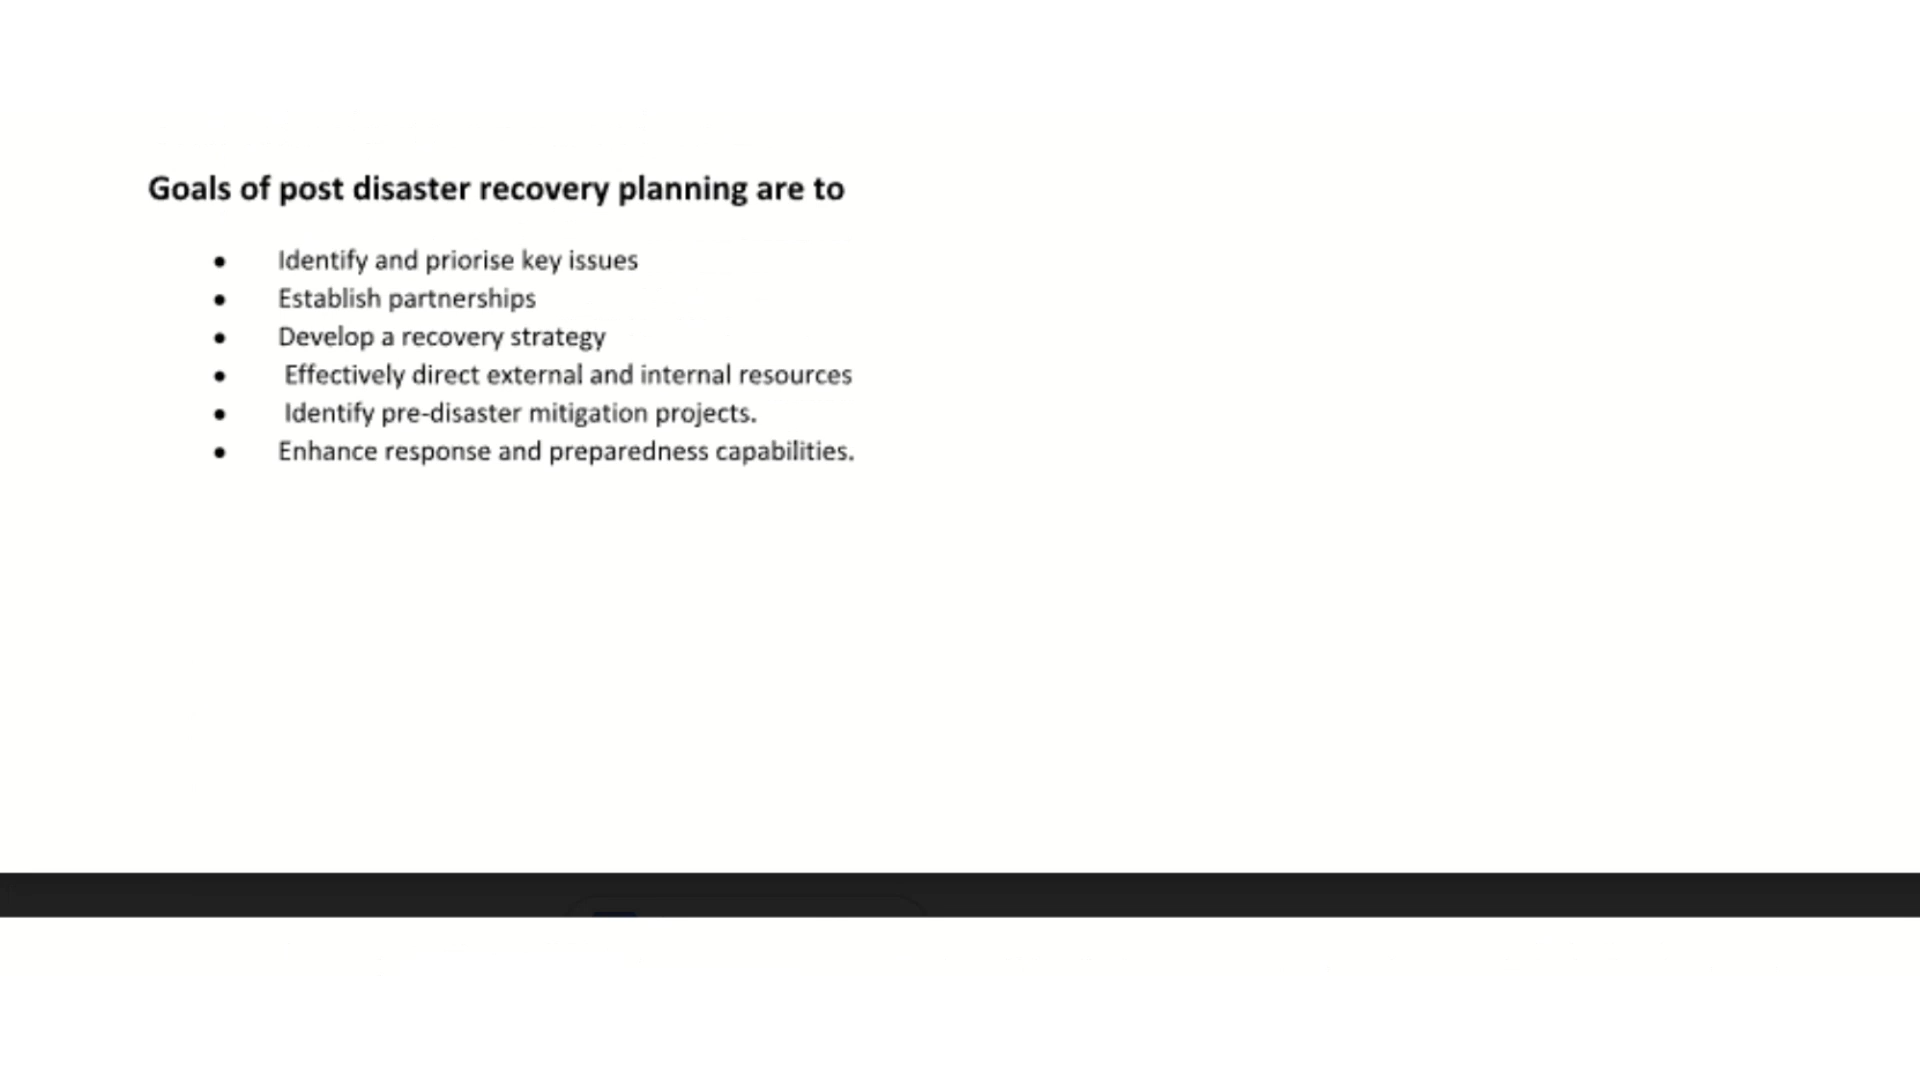 Goals of post disaster recovery planning are to
• Identify and priorise key issues
• Establish partnerships
• Develop a recovery strategy
• Effectively direct external and internal resources
• Identify pre-disaster mitigation projects.
• Enhance response and preparedness capabilities.